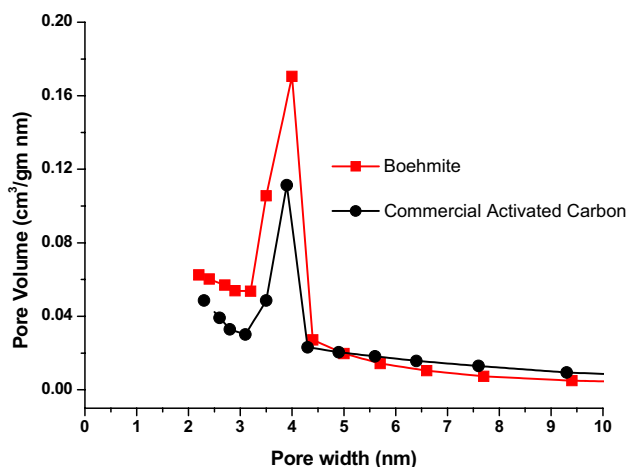 0.20
0.16
0.12
0.08
0.04
0.00
Pore Volume (cm³/gm nm)
Boehmite
Commercial Activated Carbon
0 1 2 3 4 5 6 7 8 9 10
Pore width (nm)